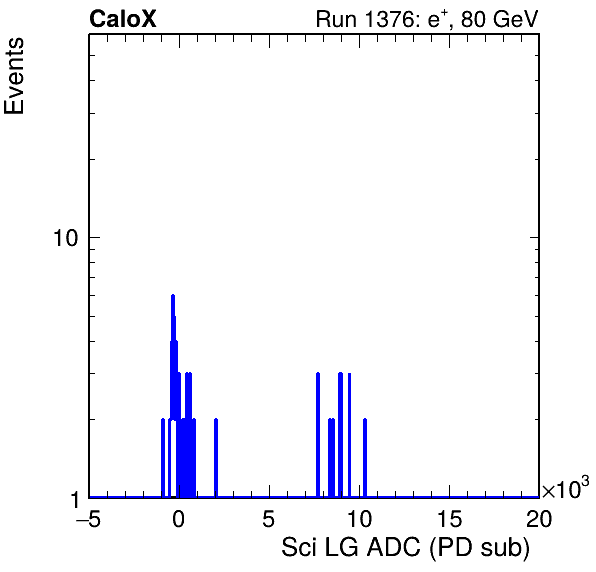 CaloX Run 1376: e⁺, 80 GeV
Events
10
1
−5 0 5 10 15 20
×10³
Sci LG ADC (PD sub)